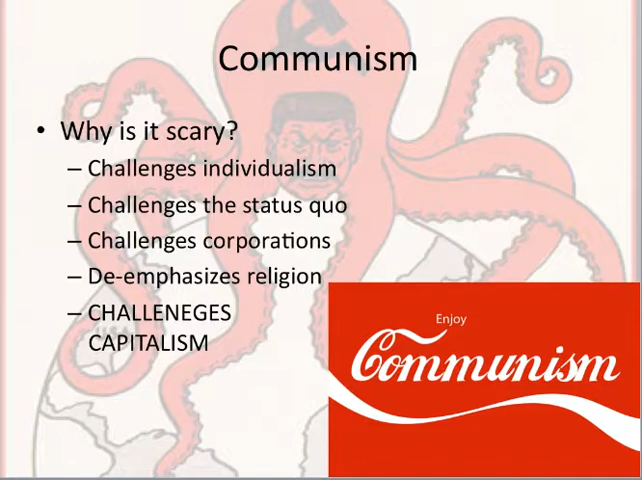 Communism
• Why is it scary?
– Challenges individualism
– Challenges the status quo
– Challenges corporations
– De-emphasizes religion
– CHALLENEGES
CAPITALISM
Enjoy
Communism